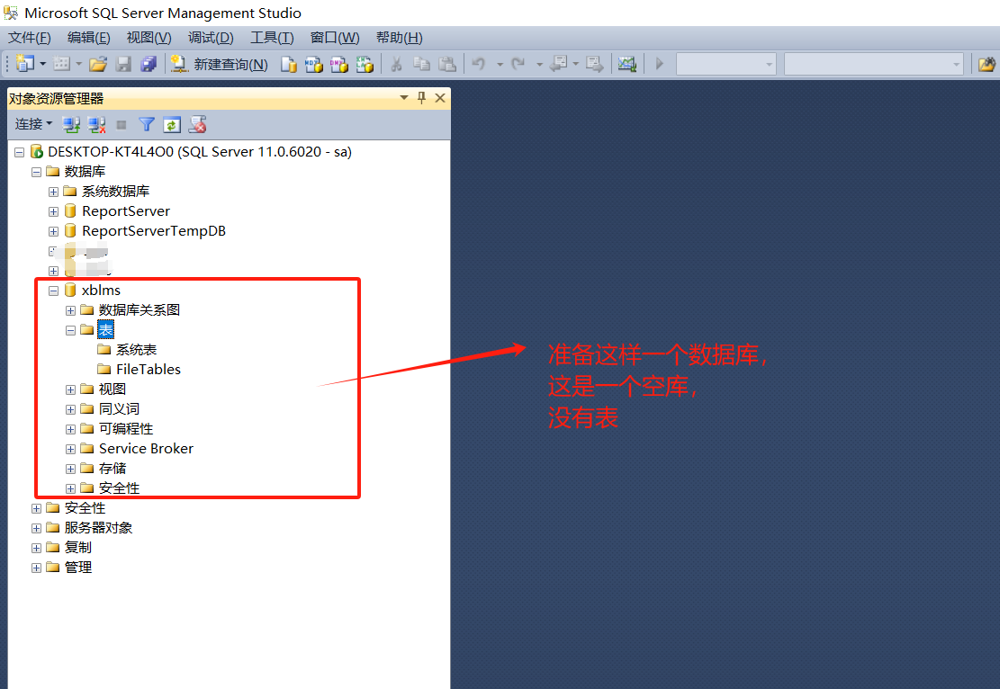 Microsoft SQL Server Management Studio
文件(F) 编辑(E) 视图(V) 调试(D) 工具(T) 窗口(W) 帮助(H)
新建查询(N)
对象资源管理器
连接
DESKTOP-KT4L4O0 (SQL Server 11.0.6020 - sa)
数据库
系统数据库
ReportServer
ReportServerTempDB
xblms
数据库关系图
表
系统表
FileTables
视图
同义词
可编程性
Service Broker
存储
安全性
安全性
服务器对象
复制
管理
准备这样一个数据库，
这是一个空库，
没有表